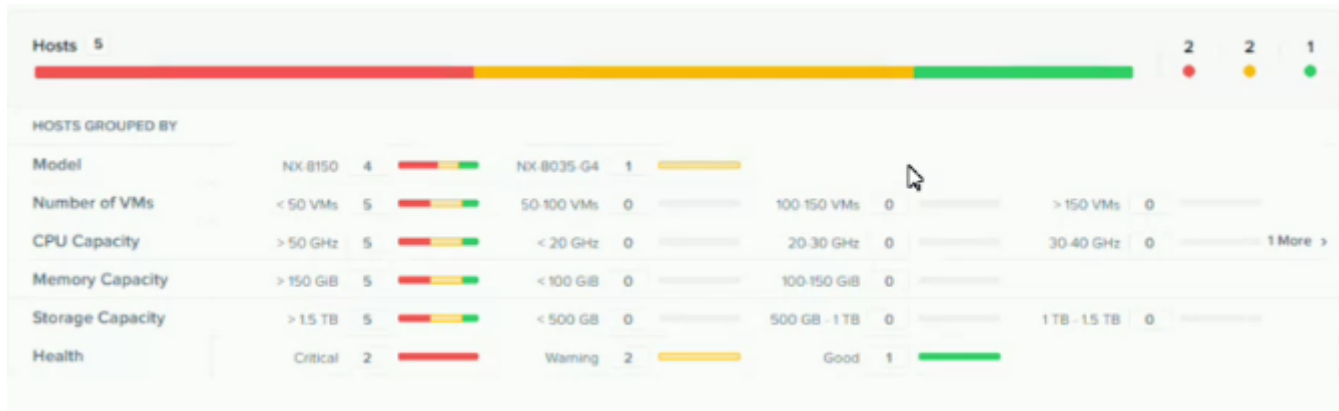 Hosts 5 2 2 1
HOSTS GROUPED BY
Model NX-8150 4 NX-8035-G4 1
Number of VMs < 50 VMs 5 50-100 VMs 0 100-150 VMs 0 > 150 VMs 0
CPU Capacity > 50 GHz 5 < 20 GHz 0 20-30 GHz 0 30-40 GHz 0 1 More >
Memory Capacity > 150 GiB 5 < 100 GiB 0 100-150 GiB 0
Storage Capacity > 1.5 TB 5 < 500 GB 0 500 GB - 1 TB 0 1 TB - 1.5 TB 0
Health Critical 2 Warning 2 Good 1